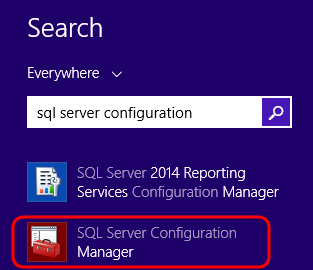 Search
Everywhere
sql server configuration
SQL Server 2014 Reporting
Services Configuration Manager
SQL Server Configuration
Manager